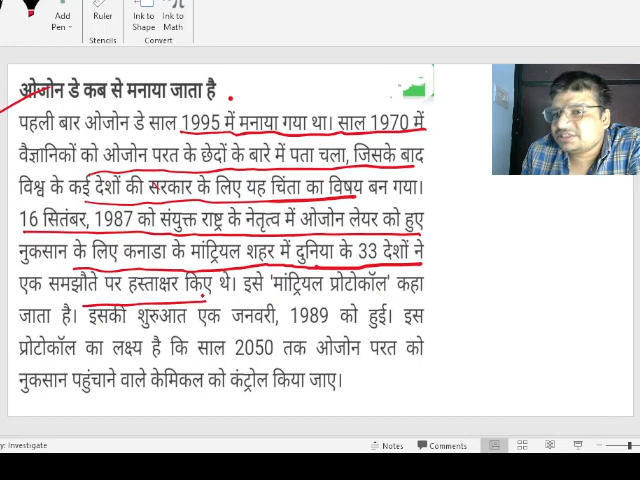 Add
Pen
Ruler
Ink to
Shape
Ink to
Math
Stencils
Convert
ओजोन डे कब से मनाया जाता है
पहली बार ओजोन डे साल 1995 में मनाया गया था। साल 1970 में
वैज्ञानिकों को ओजोन परत के छेदों के बारे में पता चला, जिसके बाद
विश्व के कई देशों की सरकार के लिए यह चिंता का विषय बन गया।
16 सितंबर, 1987 को संयुक्त राष्ट्र के नेतृत्व में ओजोन लेयर को हुए
नुकसान के लिए कनाडा के मांट्रियल शहर में दुनिया के 33 देशों ने
एक समझौते पर हस्ताक्षर किए थे। इसे 'मांट्रियल प्रोटोकॉल' कहा
जाता है। इसकी शुरुआत एक जनवरी, 1989 को हुई। इस
प्रोटोकॉल का लक्ष्य है कि साल 2050 तक ओजोन परत को
नुकसान पहुंचाने वाले केमिकल को कंट्रोल किया जाए।
y: Investigate
Notes
Comments